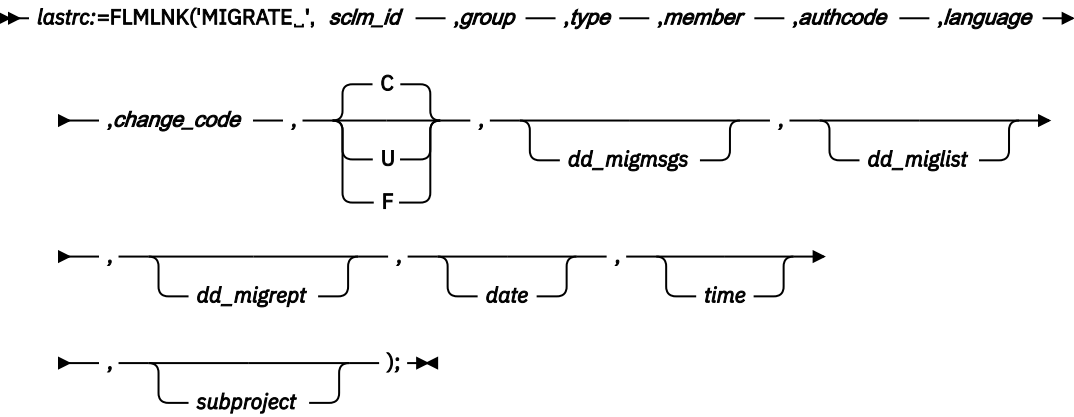 lastrc:=FLMLNK('MIGRATE␣', sclm_id ,group ,type ,member ,authcode ,language
C
,change_code , , , 
U dd_migmsgs dd_miglist
F
, , ,
dd_migrept date time
, );
subproject